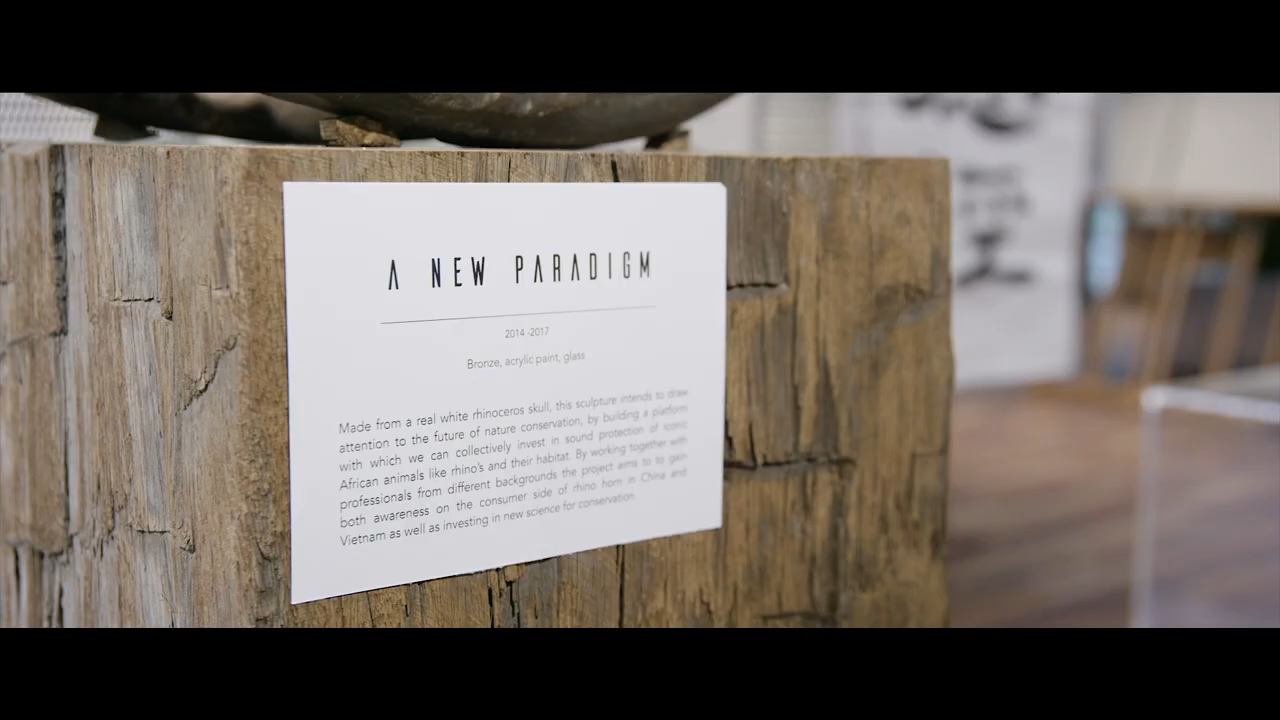 A NEW PARADIGM
2014 -2017
Bronze, acrylic paint, glass
Made from a real white rhinoceros skull, this sculpture intends to draw
attention to the future of nature conservation, by building a platform
with which we can collectively invest in sound protection of iconic
African animals like rhino's and their habitat. By working together with
professionals from different backgrounds the project aims to to gain
both awareness on the consumer side of rhino horn in China and
Vietnam as well as investing in new science for conservation.